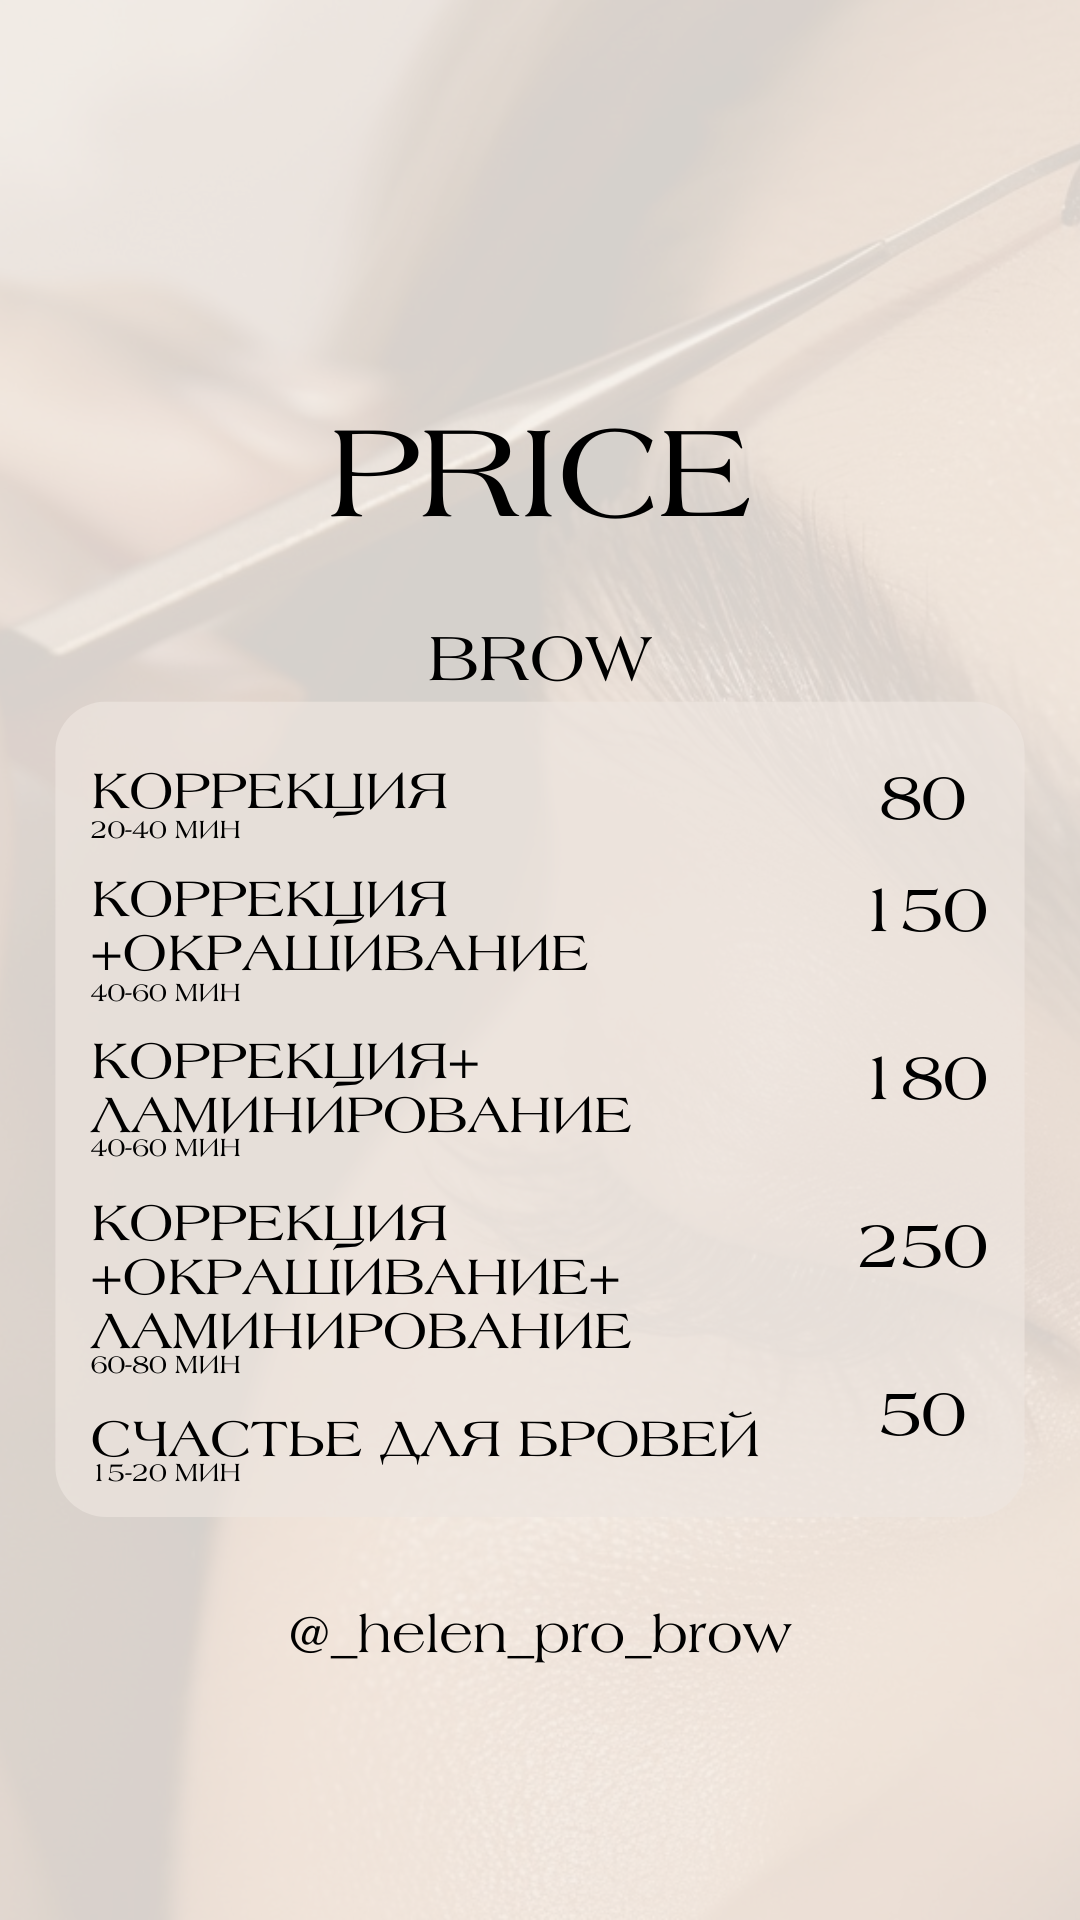 PRICE
BROW
КОРРЕКЦИЯ 80
20-40 МИН
КОРРЕКЦИЯ 150
+ОКРАШИВАНИЕ
40-60 МИН
КОРРЕКЦИЯ+ 180
ЛАМИНИРОВАНИЕ
40-60 МИН
КОРРЕКЦИЯ 250
+ОКРАШИВАНИЕ+
ЛАМИНИРОВАНИЕ
60-80 МИН
СЧАСТЬЕ ДЛЯ БРОВЕЙ 50
15-20 МИН
@_helen_pro_brow